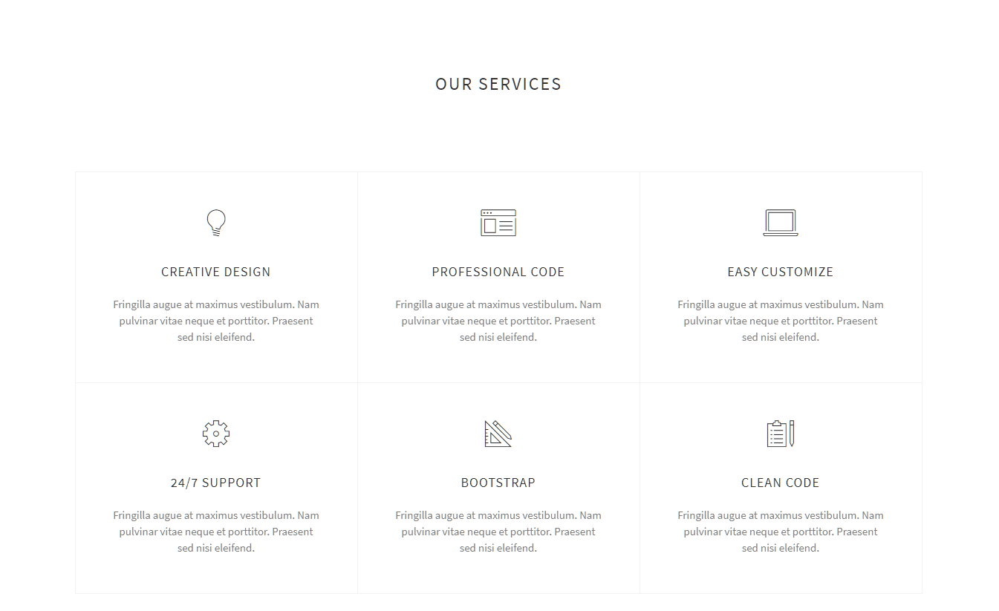 OUR SERVICES
CREATIVE DESIGN
Fringilla augue at maximus vestibulum. Nam
pulvinar vitae neque et porttitor. Praesent
sed nisi eleifend.
PROFESSIONAL CODE
Fringilla augue at maximus vestibulum. Nam
pulvinar vitae neque et porttitor. Praesent
sed nisi eleifend.
EASY CUSTOMIZE
Fringilla augue at maximus vestibulum. Nam
pulvinar vitae neque et porttitor. Praesent
sed nisi eleifend.
24/7 SUPPORT
Fringilla augue at maximus vestibulum. Nam
pulvinar vitae neque et porttitor. Praesent
sed nisi eleifend.
BOOTSTRAP
Fringilla augue at maximus vestibulum. Nam
pulvinar vitae neque et porttitor. Praesent
sed nisi eleifend.
CLEAN CODE
Fringilla augue at maximus vestibulum. Nam
pulvinar vitae neque et porttitor. Praesent
sed nisi eleifend.